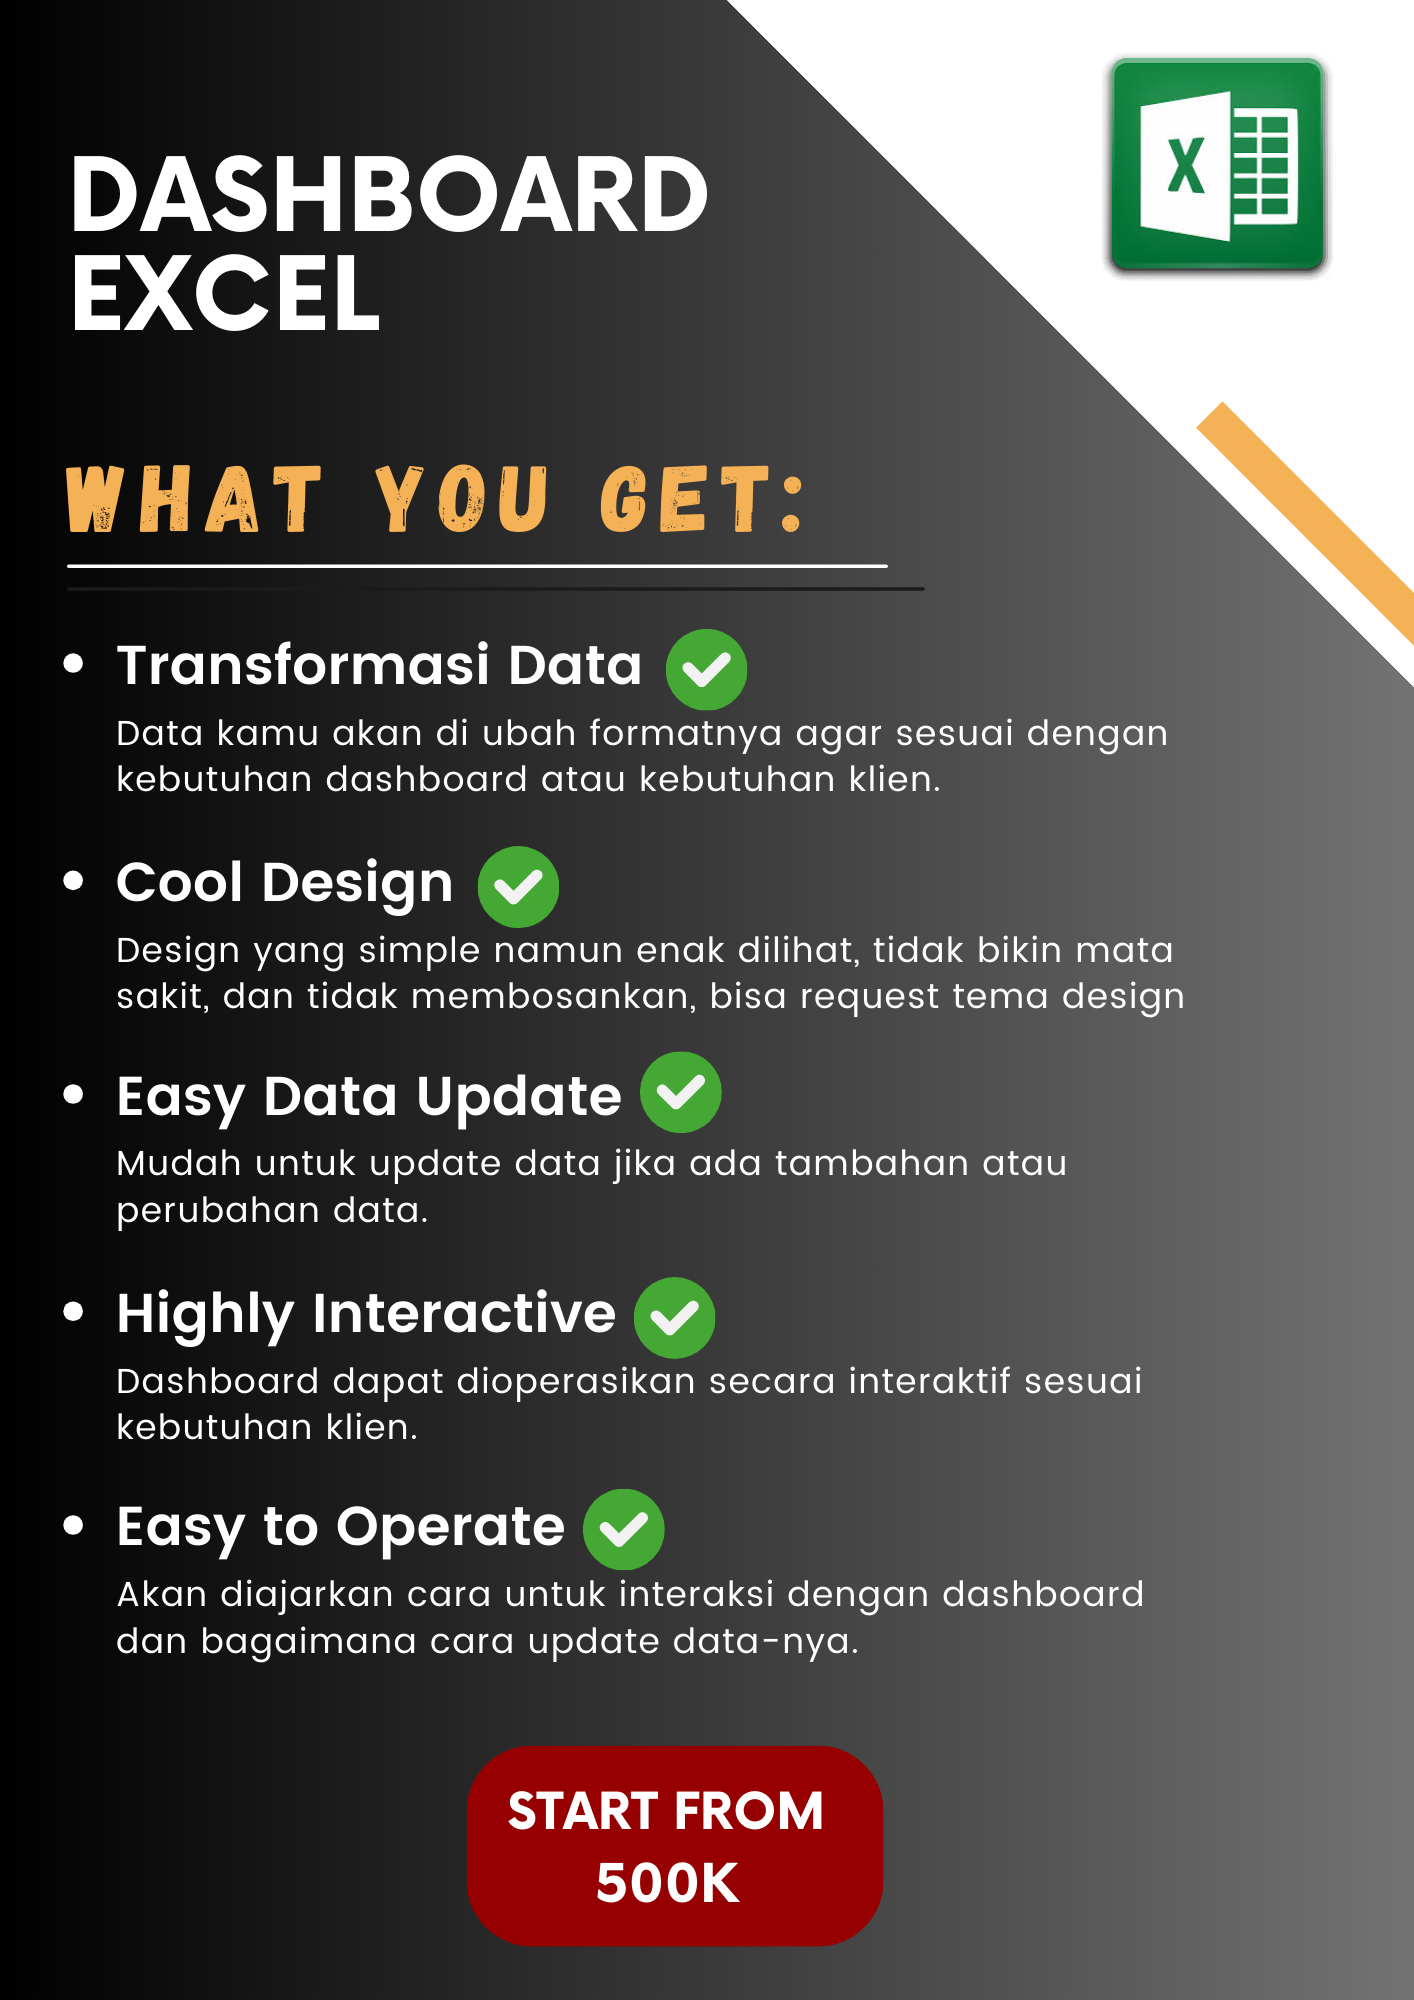 DASHBOARD
EXCEL
X
WHAT YOU GET:
• Transformasi Data
Data kamu akan di ubah formatnya agar sesuai dengan
kebutuhan dashboard atau kebutuhan klien.
• Cool Design
Design yang simple namun enak dilihat, tidak bikin mata
sakit, dan tidak membosankan, bisa request tema design
• Easy Data Update
Mudah untuk update data jika ada tambahan atau
perubahan data.
• Highly Interactive
Dashboard dapat dioperasikan secara interaktif sesuai
kebutuhan klien.
• Easy to Operate
Akan diajarkan cara untuk interaksi dengan dashboard
dan bagaimana cara update data-nya.
START FROM
500K